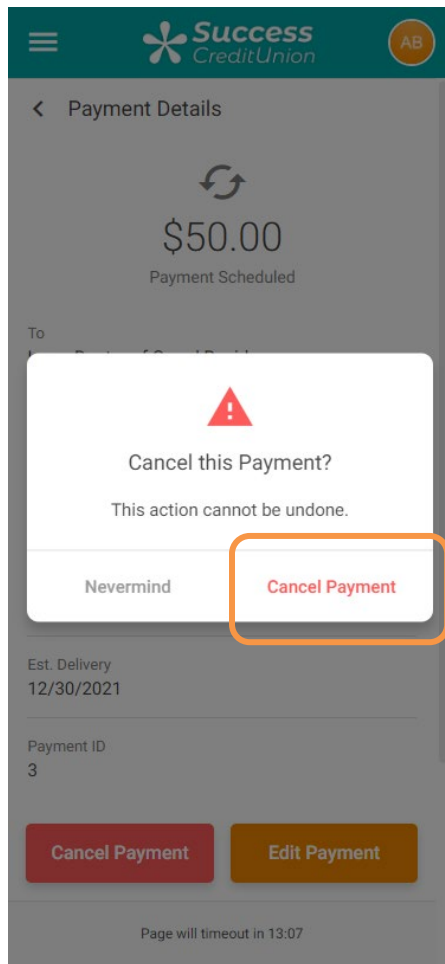 Success
CreditUnion
AB
Payment Details
$50.00
Payment Scheduled
To
Cancel this Payment?
This action cannot be undone.
Nevermind
Cancel Payment
Est. Delivery
12/30/2021
Payment ID
3
Cancel Payment
Edit Payment
Page will timeout in 13:07